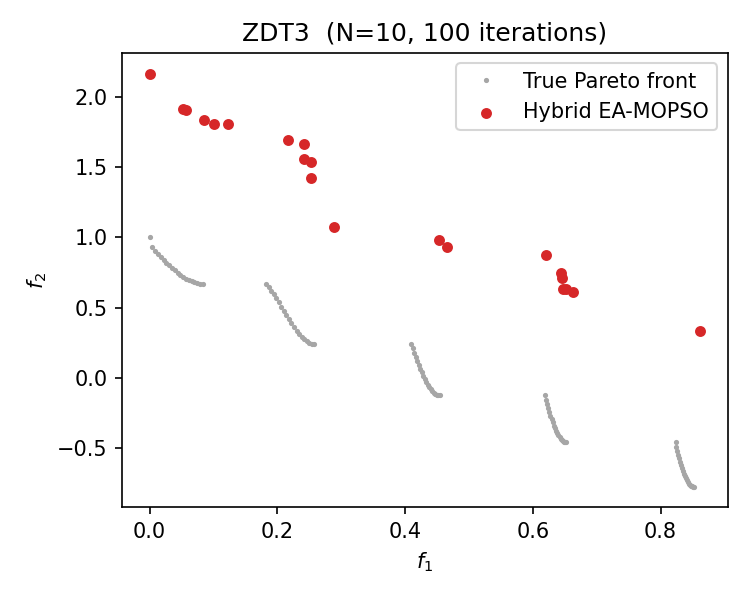 ZDT3  (N=10, 100 iterations)
True Pareto front
Hybrid EA-MOPSO
2.0
1.5
1.0
0.5
0.0
−0.5
f₂
0.0 0.2 0.4 0.6 0.8
f₁